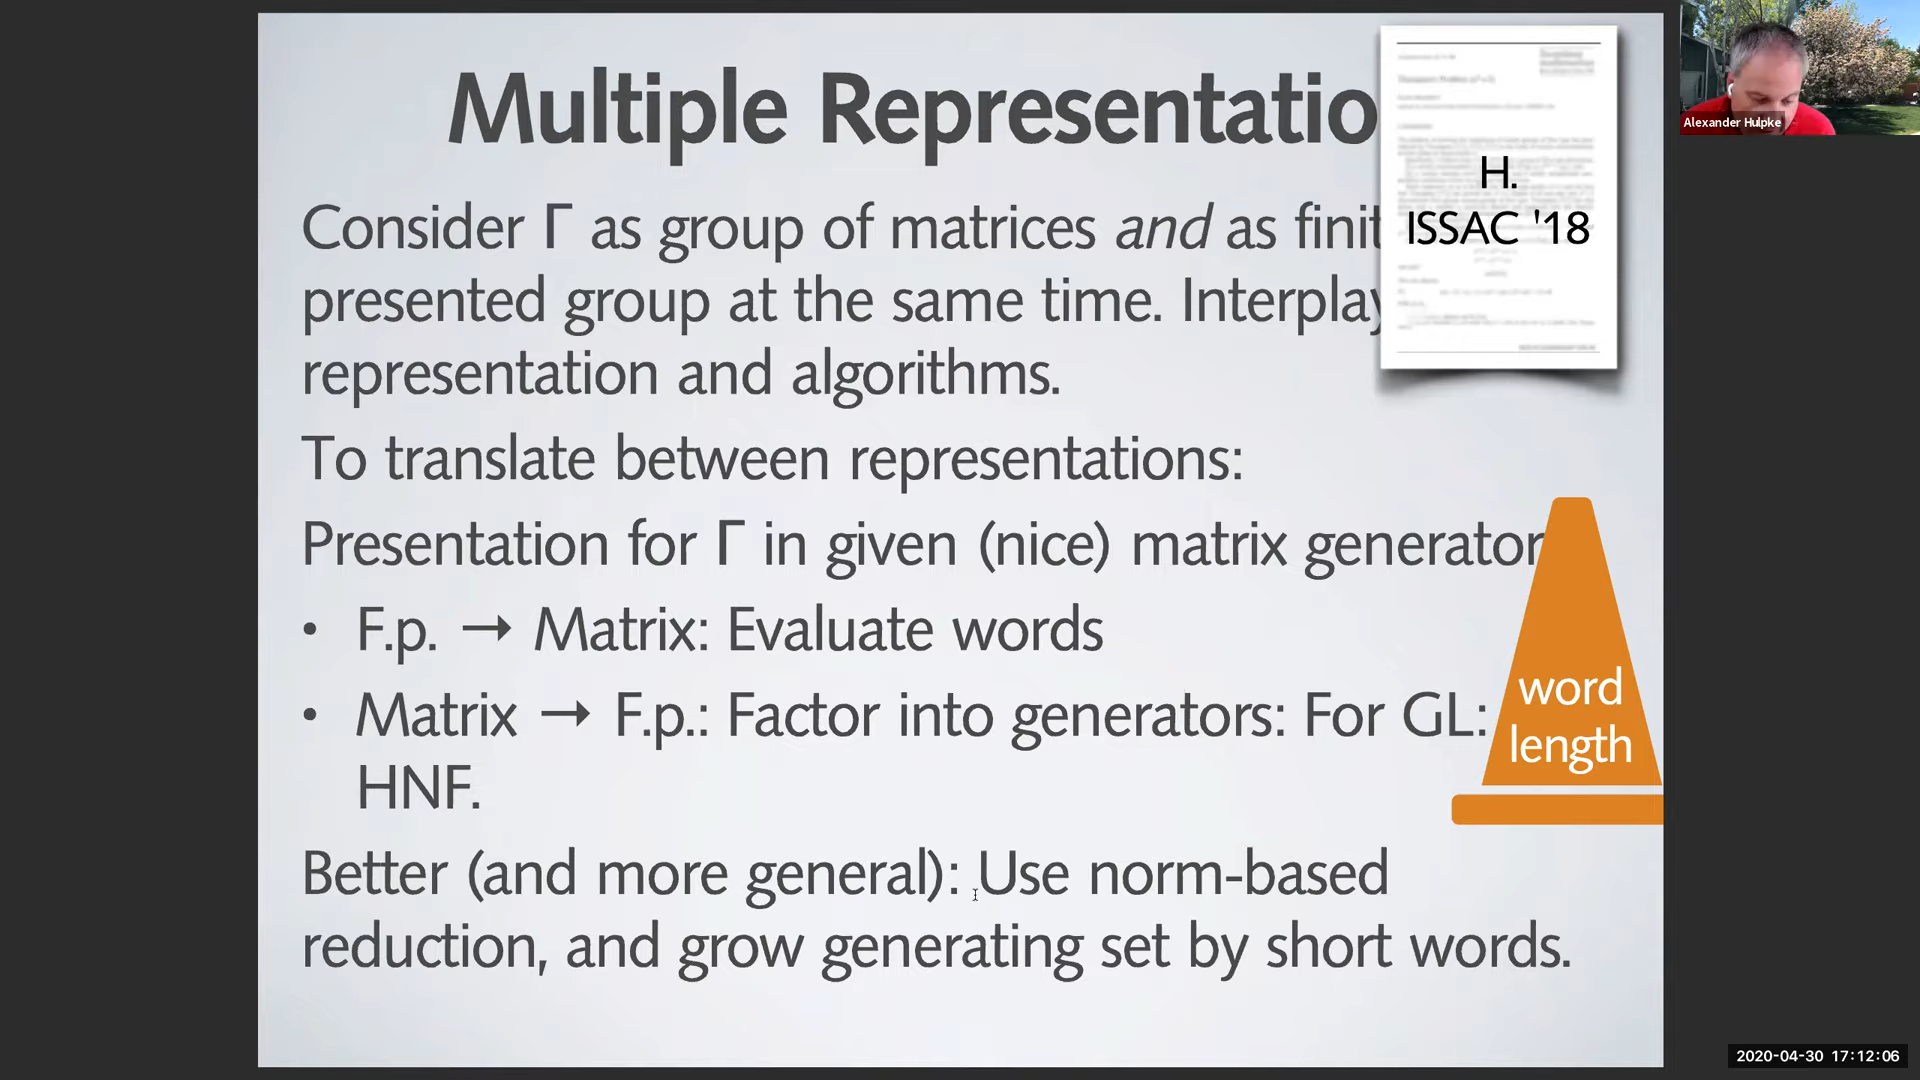 Multiple Representatio
H.
ISSAC '18
Consider Γ as group of matrices and as finit
presented group at the same time. Interplay
representation and algorithms.
To translate between representations:
Presentation for Γ in given (nice) matrix generator
• F.p. → Matrix: Evaluate words
• Matrix → F.p.: Factor into generators: For GL:
HNF.
word
length
Better (and more general): Use norm-based
reduction, and grow generating set by short words.
Alexander Hulpke
2020-04-30 17:12:06